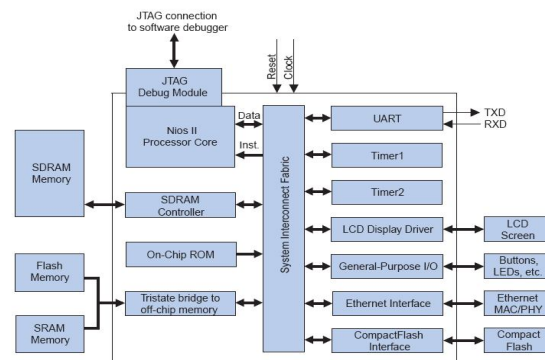 JTAG connection
to software debugger
Reset
Clock
JTAG
Debug Module
Nios II
Processor Core
Data
Inst.
SDRAM
Memory
SDRAM
Controller
On-Chip ROM
Flash
Memory
SRAM
Memory
Tristate bridge to
off-chip memory
System Interconnect Fabric
UART
TXD
RXD
Timer1
Timer2
LCD Display Driver
LCD
Screen
General-Purpose I/O
Buttons,
LEDs, etc.
Ethernet Interface
Ethernet
MAC/PHY
CompactFlash
Interface
Compact
Flash